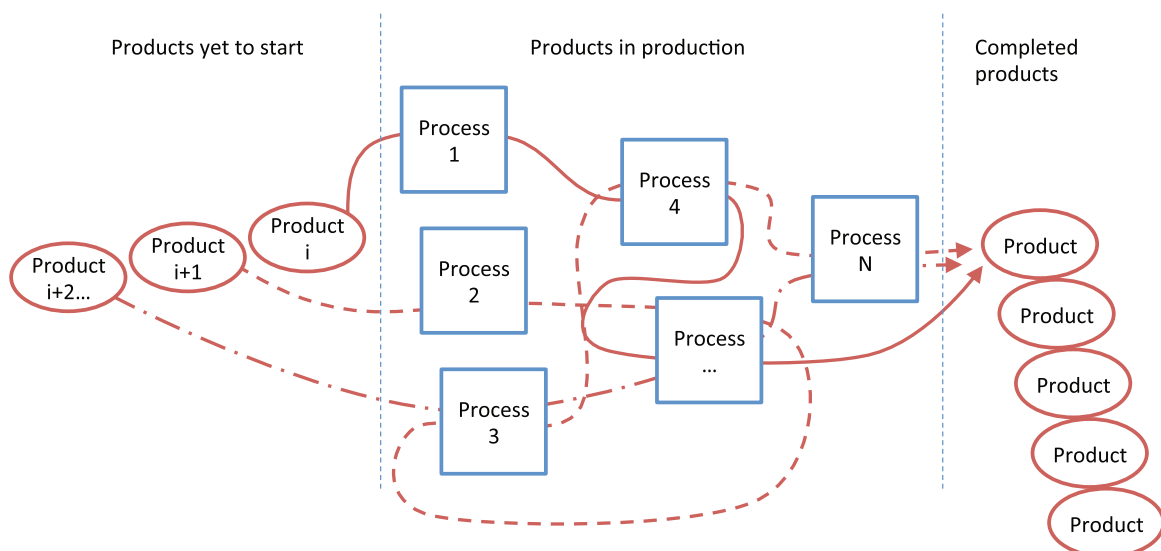 Products yet to start
Products in production
Completed
products
Process
1
Process
4
Product
i
Product
i+1
Product
i+2...
Process
2
Process
N
Process
...
Process
3
Product
Product
Product
Product
Product